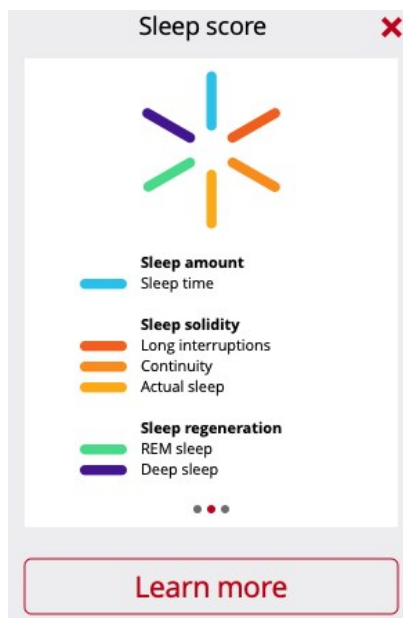 Sleep score
Sleep amount
Sleep time
Sleep solidity
Long interruptions
Continuity
Actual sleep
Sleep regeneration
REM sleep
Deep sleep
Learn more